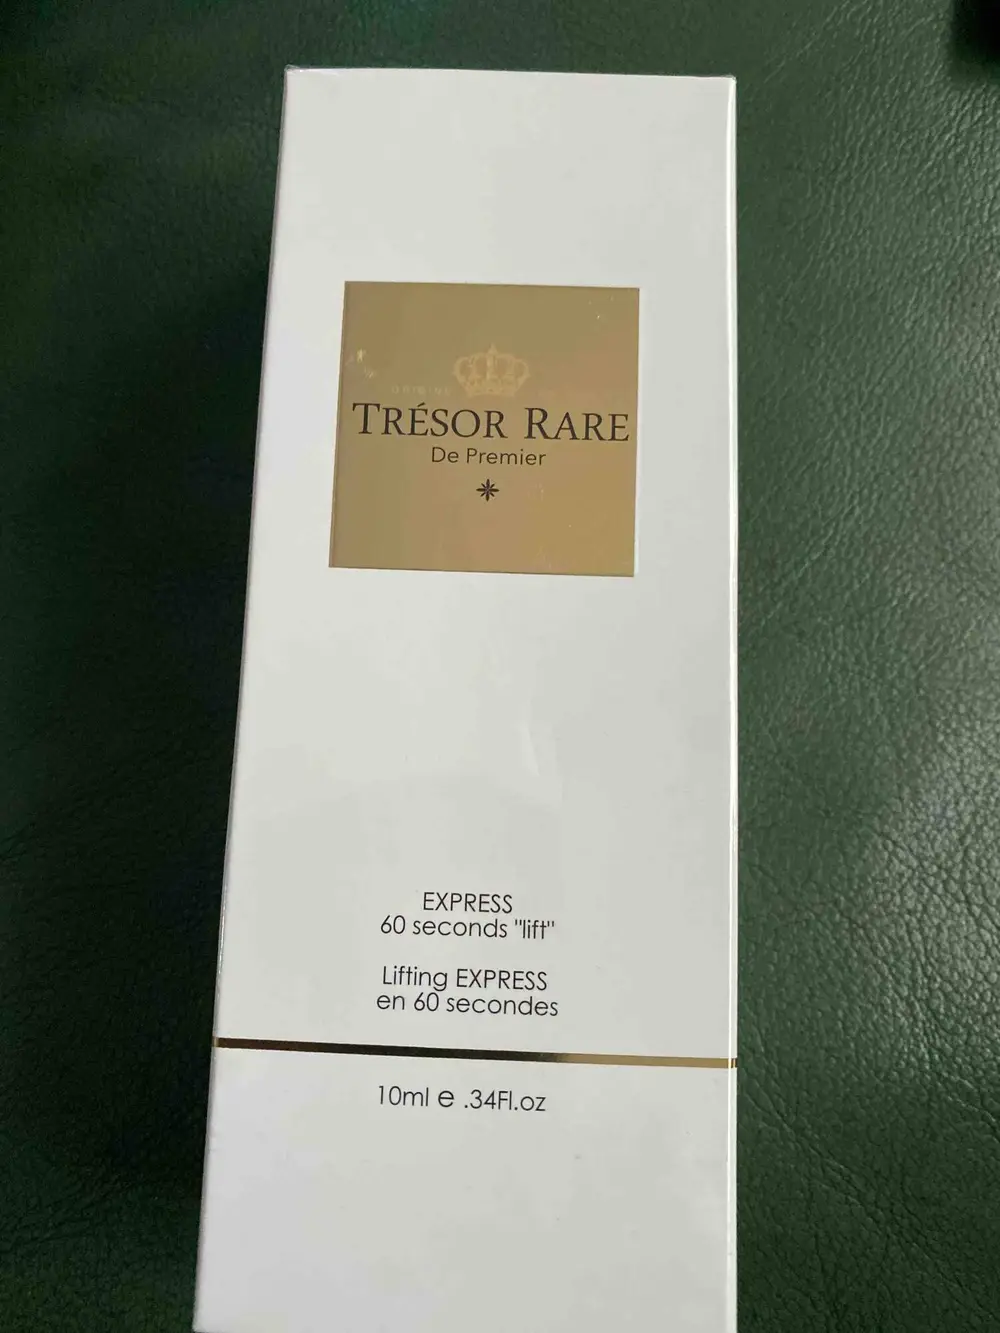 TRÉSOR RARE
De Premier
EXPRESS
60 seconds "lift"
Lifting EXPRESS
en 60 secondes
10ml e .34Fl.oz